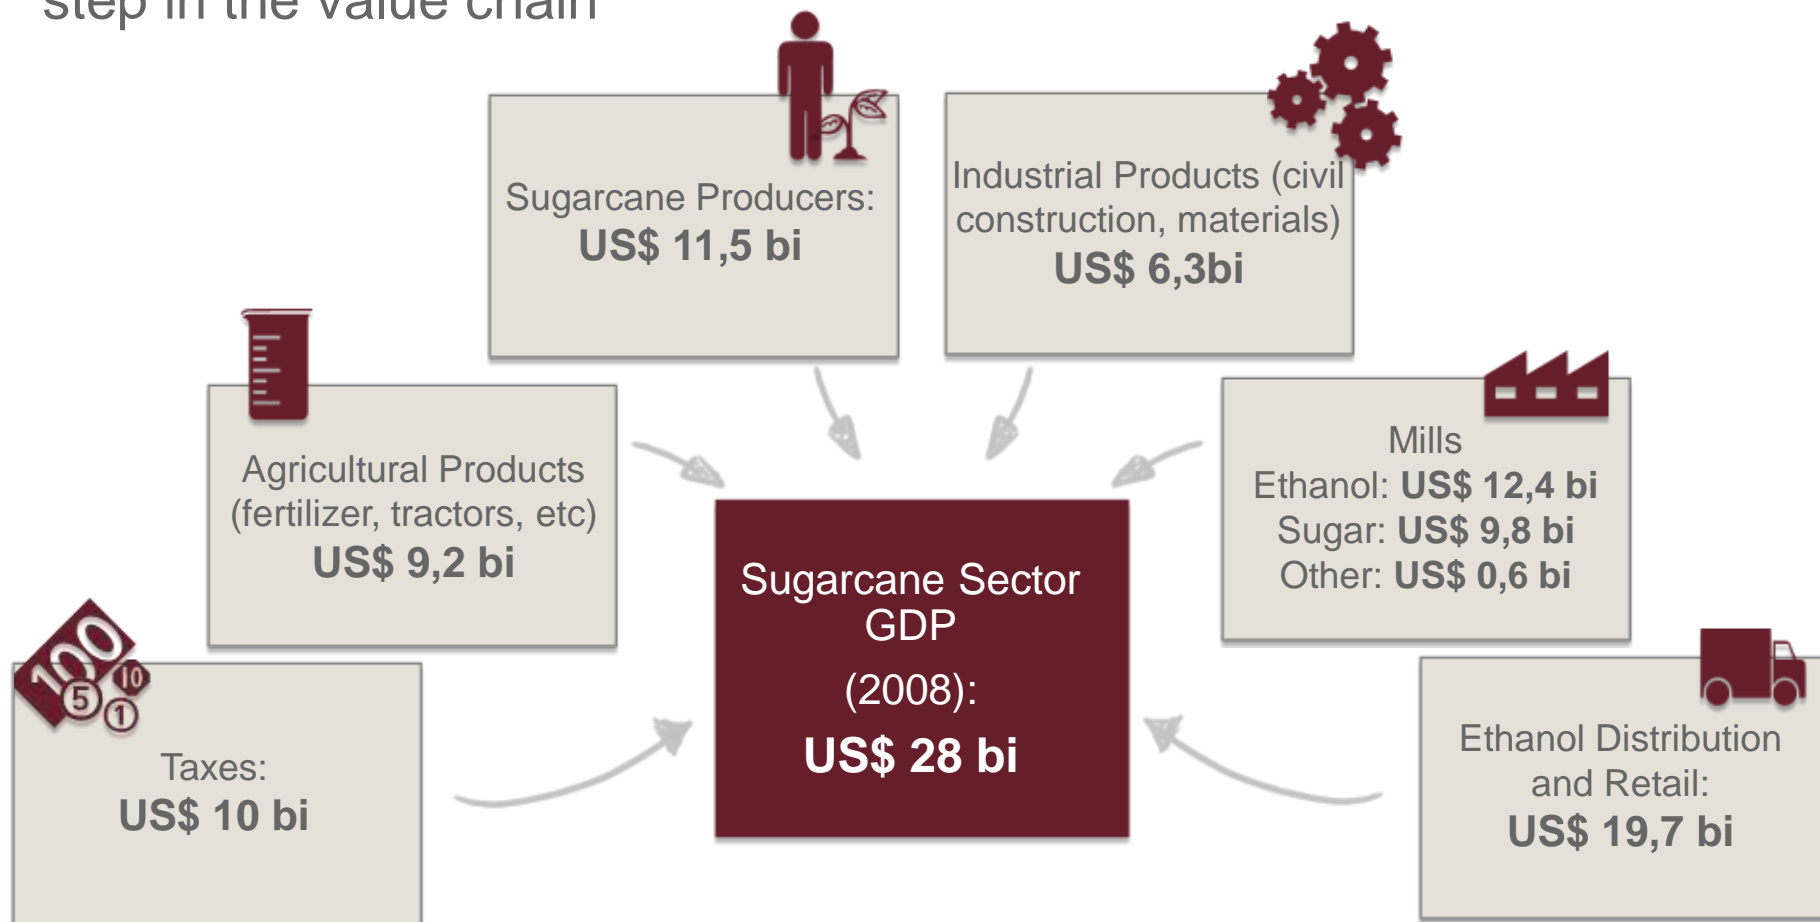 step in the value chain
Sugarcane Producers:
US$ 11,5 bi
Industrial Products (civil
construction, materials)
US$ 6,3bi
Agricultural Products
(fertilizer, tractors, etc)
US$ 9,2 bi
Mills
Ethanol: US$ 12,4 bi
Sugar: US$ 9,8 bi
Other: US$ 0,6 bi
Sugarcane Sector
GDP
(2008):
US$ 28 bi
100
10
5
1
Taxes:
US$ 10 bi
Ethanol Distribution
and Retail:
US$ 19,7 bi